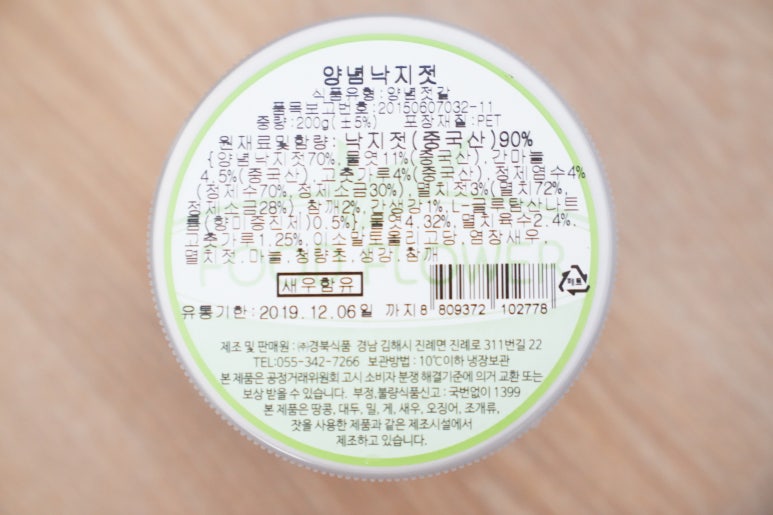 양념낙지젓
식품유형:양념젓갈
품목보고번호:20150607032-11
중량:200g(±5%) 포장재질:PET
원재료및함량:낙지젓(중국산)90%
{양념낙지젓70%,물엿11%(중국산),간마늘
4.5%(중국산),고춧가루4%(중국산),정제염수4%
(정제수70%,정제소금30%),멸치젓3%(멸치72%,
정제소금28%),참깨2%,간생강1%,L-글루탐산나트
륨(향미증진제)0.5%},물엿4.32%,멸치육수2.4%,
고춧가루1.25%,이소말토올리고당,염장새우,
멸치젓,마늘,청량초,생강,참깨
FOOD FLOWER
새우함유
유통기한:2019.12.06일 까지
8 809372 102778
제조 및 판매원 : ㈜경북식품 경남 김해시 진례면 진례로 311번길 22
TEL:055-342-7266 보관방법 : 10℃이하 냉장보관
본 제품은 공정거래위원회 고시 소비자 분쟁 해결기준에 의거 교환 또는
보상 받을 수 있습니다. 부정,불량식품신고 : 국번없이 1399
본 제품은 땅콩, 대두, 밀, 게, 새우, 오징어, 조개류,
잣을 사용한 제품과 같은 제조시설에서
제조하고 있습니다.